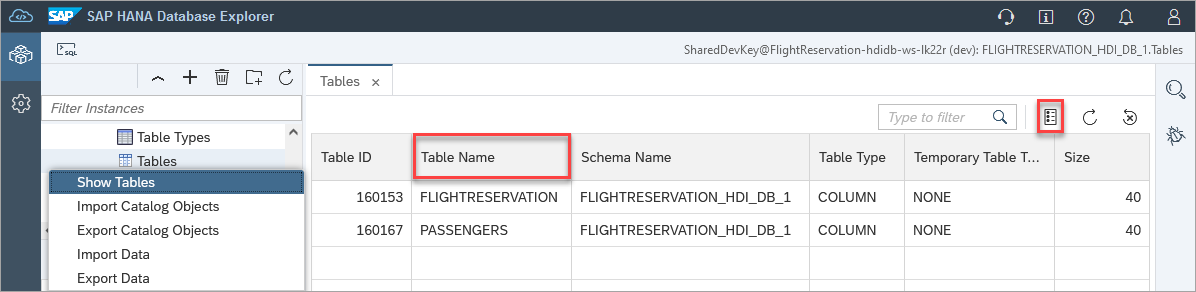 SAP SAP HANA Database Explorer
SQL
SharedDevKey@FlightReservation-hdidb-ws-lk22r (dev): FLIGHTRESERVATION_HDI_DB_1.Tables
Filter Instances
Table Types
Tables
Show Tables
Import Catalog Objects
Export Catalog Objects
Import Data
Export Data
Tables
Type to filter
Table ID Table Name Schema Name Table Type Temporary Table T... Size
160153 FLIGHTRESERVATION FLIGHTRESERVATION_HDI_DB_1 COLUMN NONE 40
160167 PASSENGERS FLIGHTRESERVATION_HDI_DB_1 COLUMN NONE 40